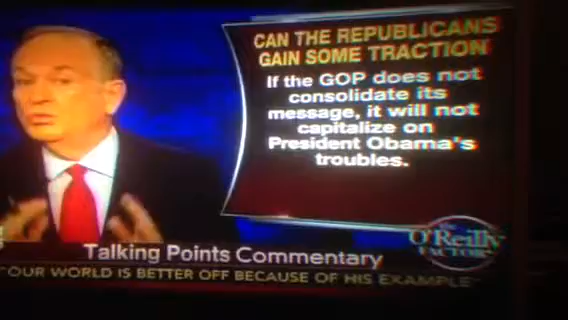 CAN THE REPUBLICANS
GAIN SOME TRACTION
If the GOP does not
consolidate its
message, it will not
capitalize on
President Obama's
troubles.
the
O'Reilly
FACTOR
Talking Points Commentary
"OUR WORLD IS BETTER OFF BECAUSE OF HIS EXAMPLE"